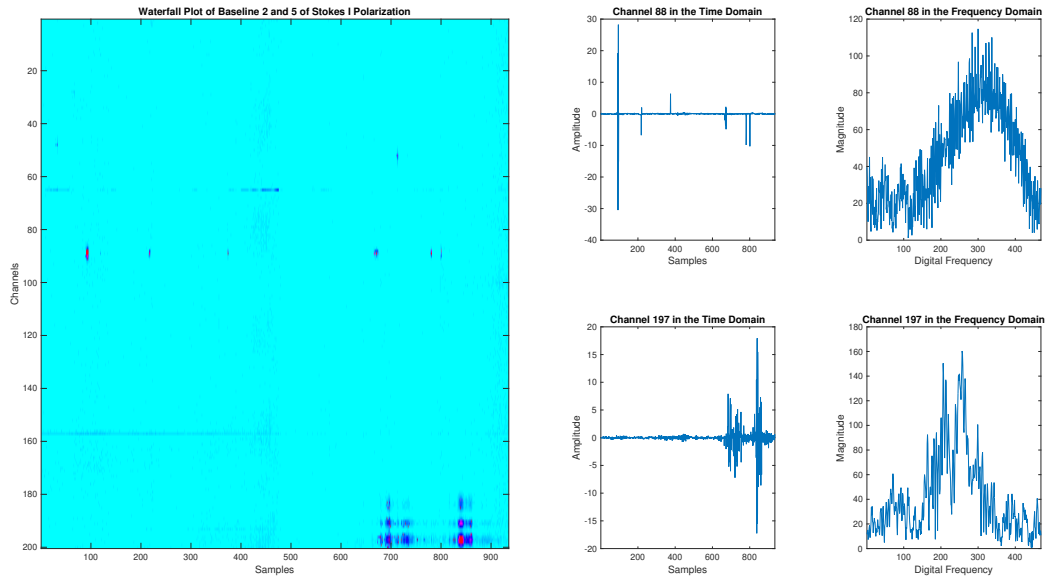 Waterfall Plot of Baseline 2 and 5 of Stokes I Polarization
Channels
20
40
60
80
100
120
140
160
180
200
100 200 300 400 500 600 700 800 900
Samples
Channel 88 in the Time Domain
Amplitude
30
20
10
0
-10
-20
-30
-40
200 400 600 800
Samples
Channel 88 in the Frequency Domain
Magnitude
120
100
80
60
40
20
0
100 200 300 400
Digital Frequency
Channel 197 in the Time Domain
Amplitude
20
15
10
5
0
-5
-10
-15
-20
200 400 600 800
Samples
Channel 197 in the Frequency Domain
Magnitude
180
160
140
120
100
80
60
40
20
0
100 200 300 400
Digital Frequency